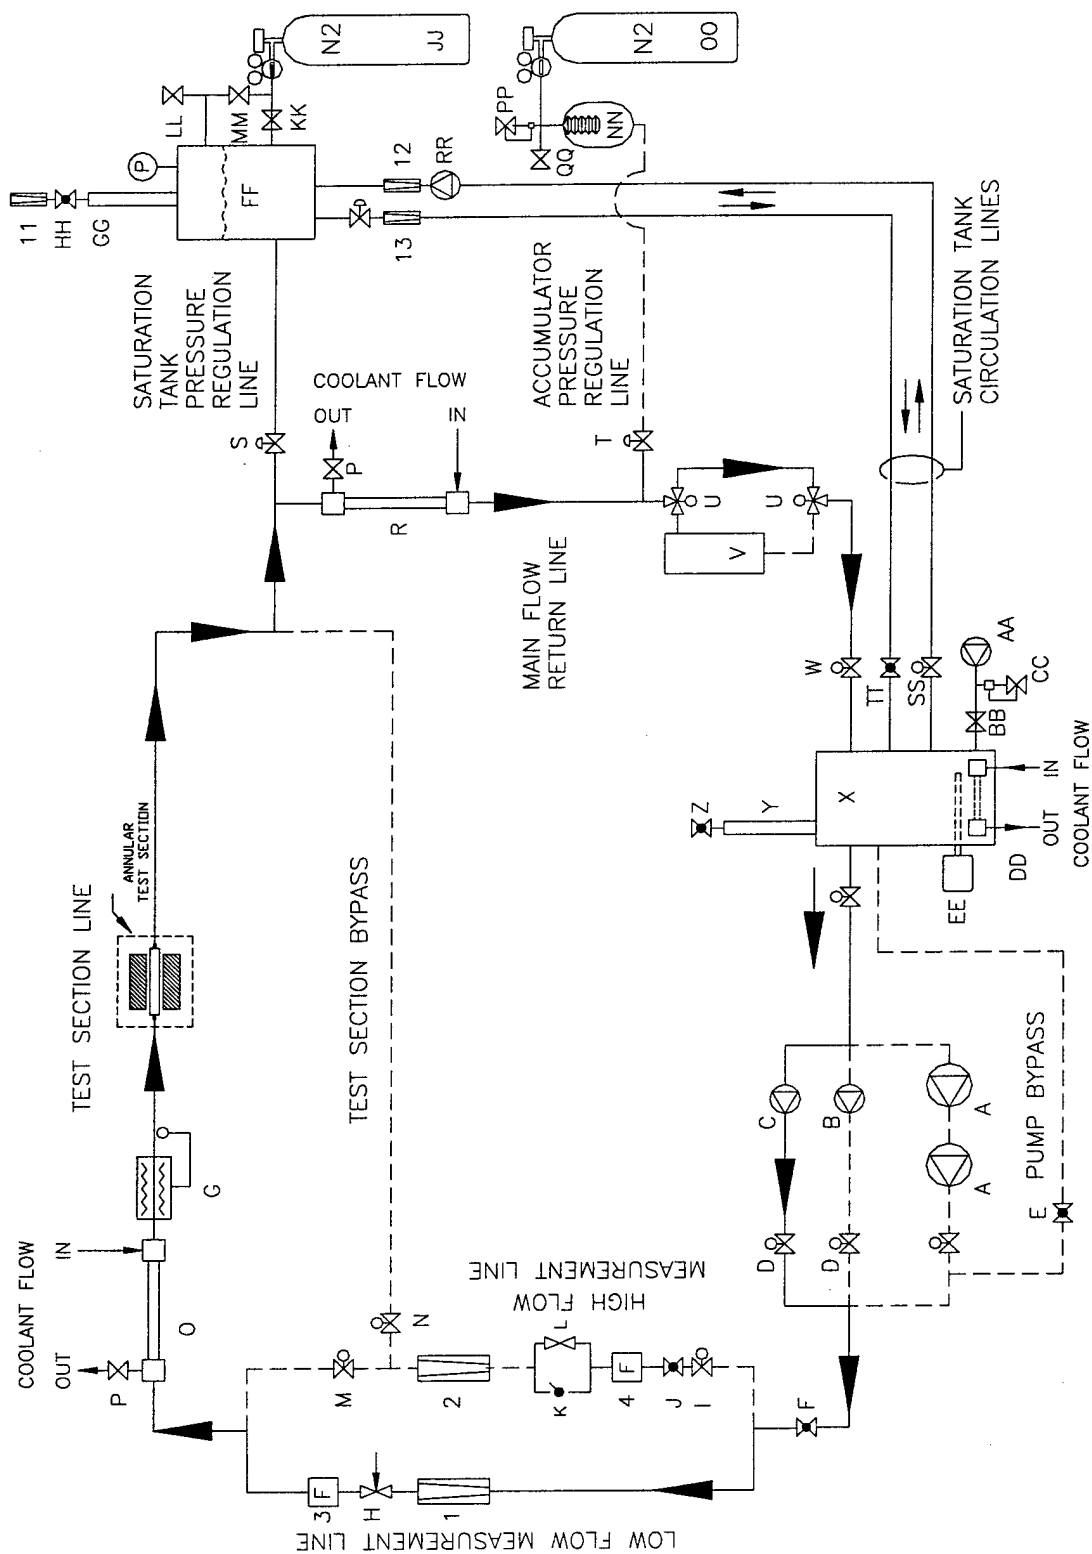 N2
JJ
N2
OO
LL
MM
KK
PP
QQ
NN
P
FF
12
RR
11
HH
GG
13
SATURATION
TANK
PRESSURE
REGULATION
LINE
S
COOLANT FLOW
OUT
IN
P
R
ACCUMULATOR
PRESSURE
REGULATION
LINE
T
SATURATION TANK
CIRCULATION LINES
MAIN FLOW
RETURN LINE
U
U
V
W
TT
SS
AA
BB
CC
X
Y
Z
IN
OUT
COOLANT FLOW
DD
EE
TEST SECTION LINE
ANNULAR
TEST SECTION
TEST SECTION BYPASS
G
COOLANT FLOW
IN
OUT
O
P
N
M
2
HIGH FLOW
MEASUREMENT LINE
L
K
F
4
J
I
F
3
H
1
LOW FLOW MEASUREMENT LINE
F
C
B
A
A
D
D
E
PUMP BYPASS